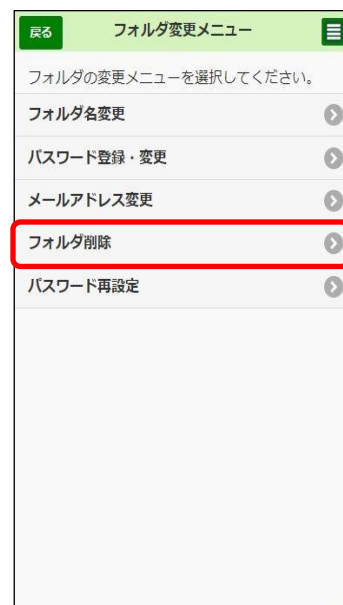 戻る フォルダ変更メニュー
フォルダの変更メニューを選択してください。
フォルダ名変更
パスワード登録・変更
メールアドレス変更
フォルダ削除
パスワード再設定